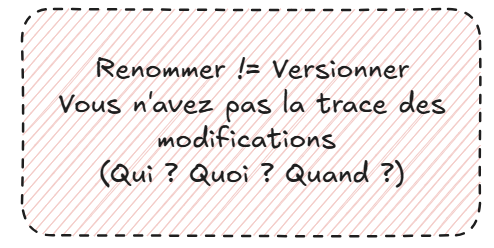 Renommer != Versionner
Vous n'avez pas la trace des
modifications
(Qui ? Quoi ? Quand ?)